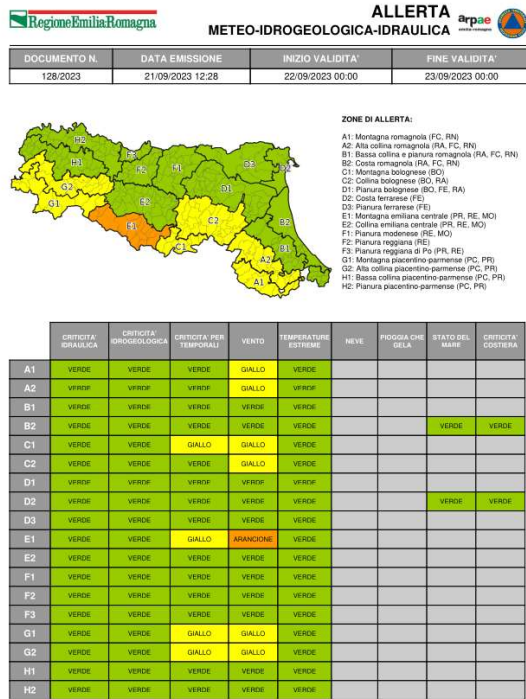 RegioneEmilia-Romagna
ALLERTA
METEO-IDROGEOLOGICA-IDRAULICA
arpae
DOCUMENTO N. DATA EMISSIONE INIZIO VALIDITA' FINE VALIDITA'
128/2023 21/09/2023 12:28 22/09/2023 00:00 23/09/2023 00:00
H2
H1
F3
F2
F1
D3
D2
G2
G1
E2
D1
E1
C2
C1
B2
B1
A2
A1
ZONE DI ALLERTA:
A1: Montagna romagnola (FC, RN)
A2: Alta collina romagnola (RA, FC, RN)
B1: Bassa collina e pianura romagnola (RA, FC, RN)
B2: Costa romagnola (RA, FC, RN)
C1: Montagna bolognese (BO)
C2: Collina bolognese (BO, RA)
D1: Pianura bolognese (BO, FE, RA)
D2: Costa ferrarese (FE)
D3: Pianura ferrarese (FE)
E1: Montagna emiliana centrale (PR, RE, MO)
E2: Collina emiliana centrale (PR, RE, MO)
F1: Pianura modenese (RE, MO)
F2: Pianura reggiana (RE)
F3: Pianura reggiana di Po (PR, RE)
G1: Montagna piacentino-parmense (PC, PR)
G2: Alta collina piacentino-parmense (PC, PR)
H1: Bassa collina piacentino-parmense (PC, PR)
H2: Pianura piacentino-parmense (PC, PR)
CRITICITA' IDRAULICA CRITICITA' IDROGEOLOGICA CRITICITA' PER TEMPORALI VENTO TEMPERATURE ESTREME NEVE PIOGGIA CHE GELA STATO DEL MARE CRITICITA' COSTIERA
A1 VERDE VERDE VERDE GIALLO VERDE
A2 VERDE VERDE VERDE GIALLO VERDE
B1 VERDE VERDE VERDE VERDE VERDE
B2 VERDE VERDE VERDE VERDE VERDE VERDE VERDE
C1 VERDE VERDE GIALLO GIALLO VERDE
C2 VERDE VERDE VERDE GIALLO VERDE
D1 VERDE VERDE VERDE VERDE VERDE
D2 VERDE VERDE VERDE VERDE VERDE VERDE VERDE
D3 VERDE VERDE VERDE VERDE VERDE
E1 VERDE VERDE GIALLO ARANCIONE VERDE
E2 VERDE VERDE VERDE VERDE VERDE
F1 VERDE VERDE VERDE VERDE VERDE
F2 VERDE VERDE VERDE VERDE VERDE
F3 VERDE VERDE VERDE VERDE VERDE
G1 VERDE VERDE GIALLO GIALLO VERDE
G2 VERDE VERDE GIALLO GIALLO VERDE
H1 VERDE VERDE VERDE VERDE VERDE
H2 VERDE VERDE VERDE VERDE VERDE